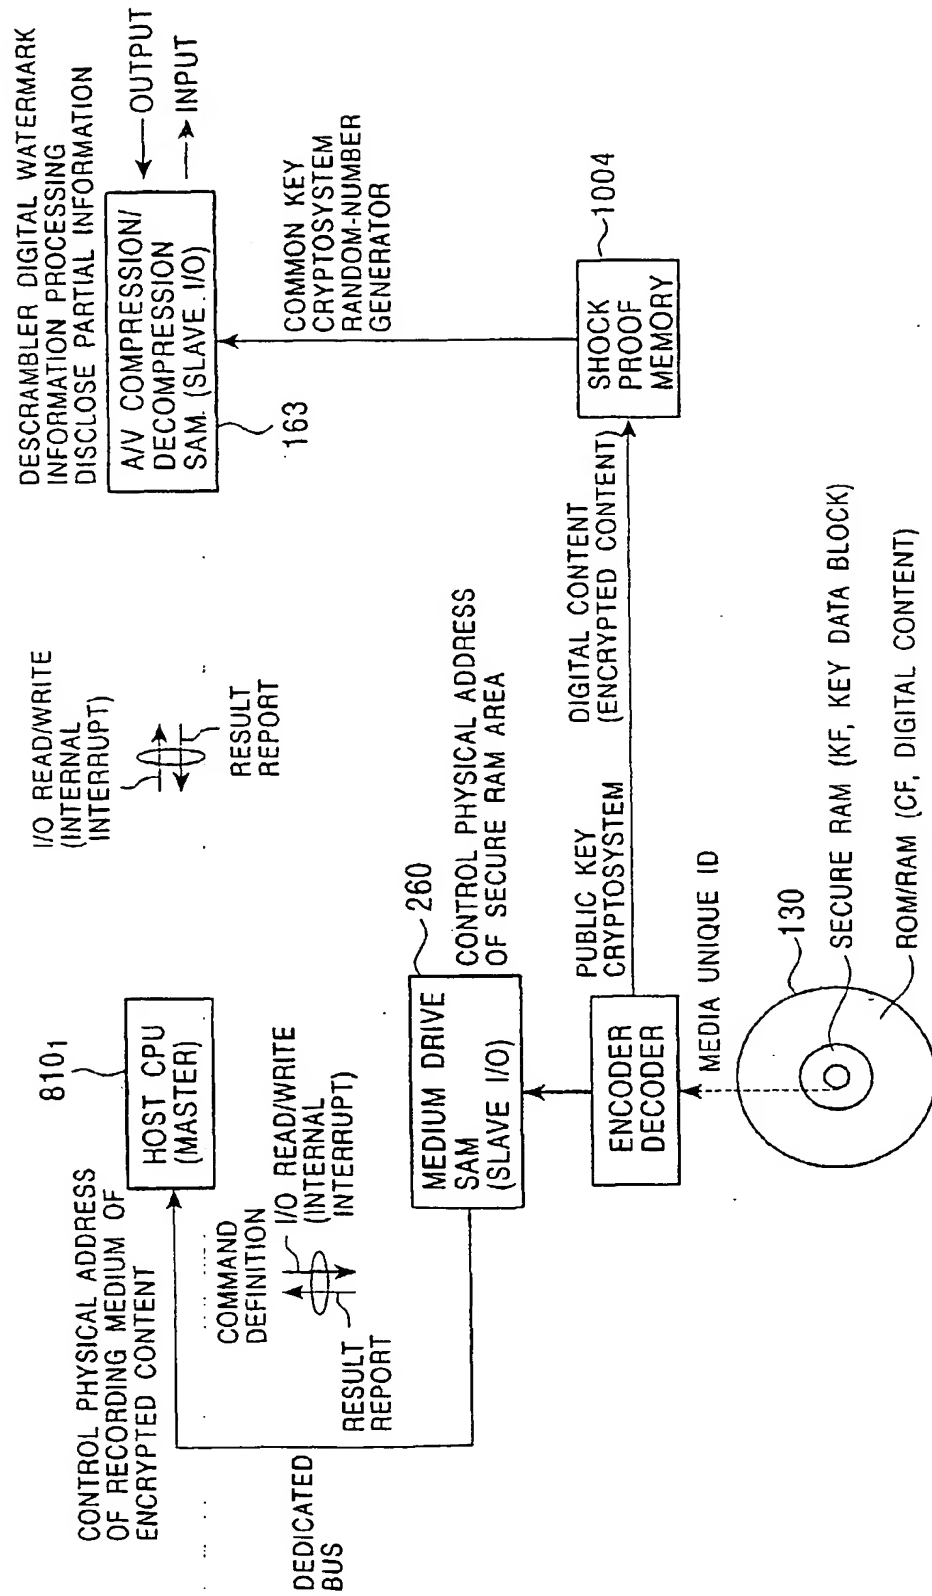 CONTROL PHYSICAL ADDRESS
OF RECORDING MEDIUM OF
ENCRYPTED CONTENT
810₁
HOST CPU
(MASTER)
I/O READ/WRITE
(INTERNAL
INTERRUPT)
RESULT
REPORT
DESCRAMBLER DIGITAL WATERMARK
INFORMATION PROCESSING
DISCLOSE PARTIAL INFORMATION
A/V COMPRESSION/
DECOMPRESSION
SAM. (SLAVE. I/O)
OUTPUT
INPUT
163
DEDICATED
BUS
COMMAND
DEFINITION
I/O READ/WRITE
(INTERNAL
INTERRUPT)
RESULT
REPORT
COMMON KEY
CRYPTOSYSTEM
RANDOM-NUMBER
GENERATOR
260
MEDIUM DRIVE
SAM
(SLAVE I/O)
CONTROL PHYSICAL ADDRESS
OF SECURE RAM AREA
1004
SHOCK
PROOF
MEMORY
DIGITAL CONTENT
(ENCRYPTED CONTENT)
PUBLIC KEY
CRYPTOSYSTEM
ENCODER
DECODER
MEDIA UNIQUE ID
130
SECURE RAM (KF, KEY DATA BLOCK)
ROM/RAM (CF, DIGITAL CONTENT)